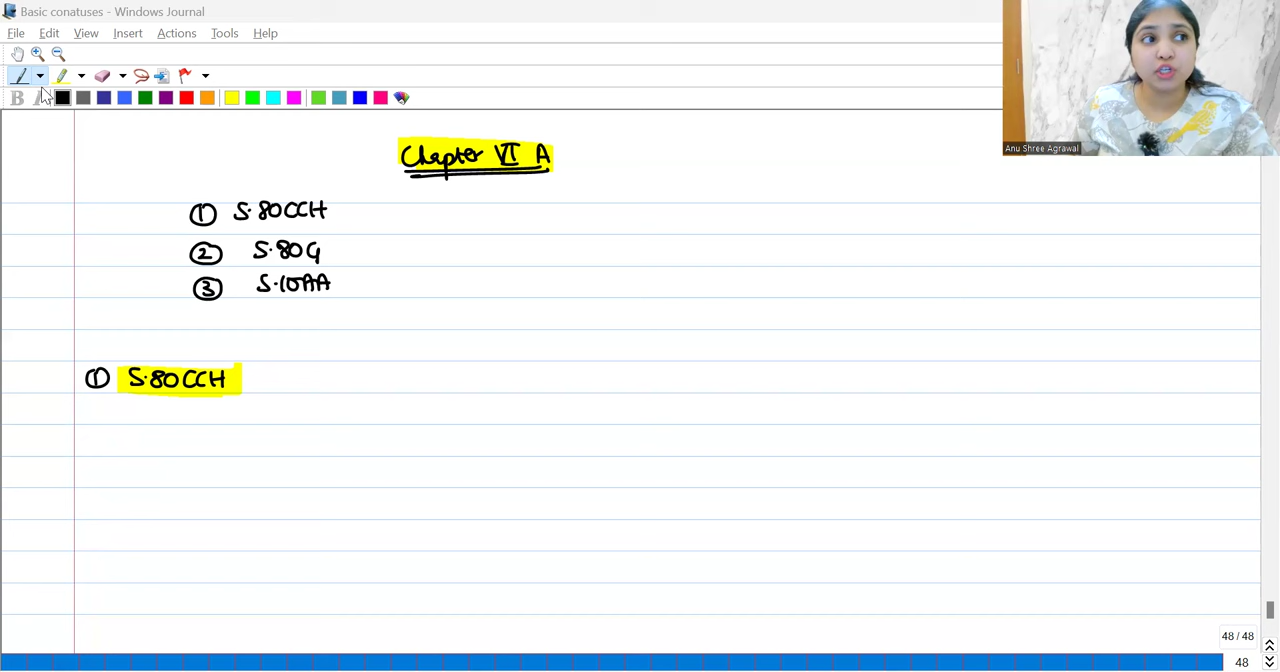 Basic conatuses - Windows Journal
File Edit View Insert Actions Tools Help
B A
Anu Shree Agrawal
Chapter VI A
① S.80CCH
② S.80G
③ S.10AA
① S.80CCH
48 / 48
48